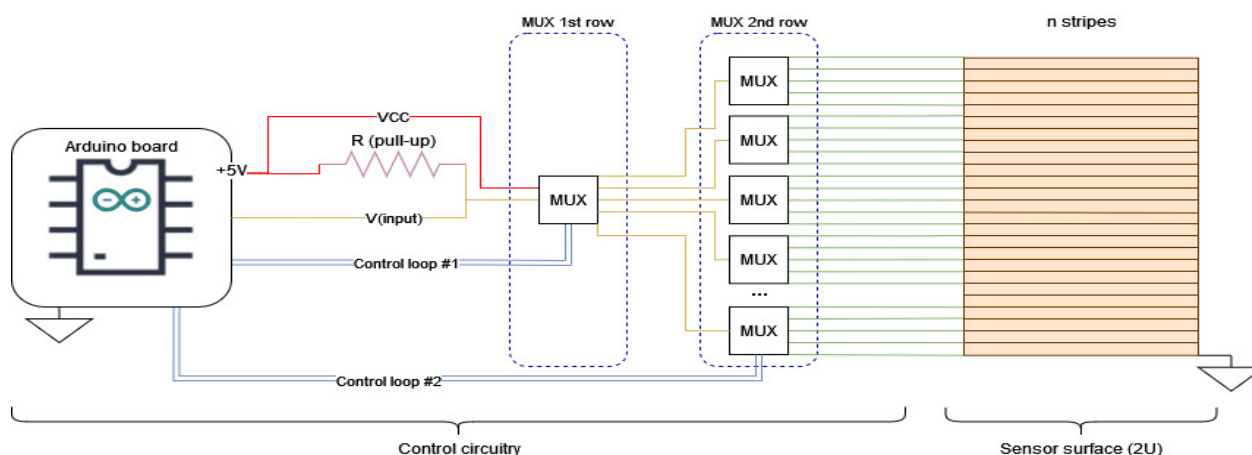 MUX 1st row
MUX 2nd row
n stripes
MUX
VCC
Arduino board
R (pull-up)
MUX
+5V
MUX
MUX
V(input)
MUX
Control loop #1
...
MUX
Control loop #2
Control circuitry
Sensor surface (2U)